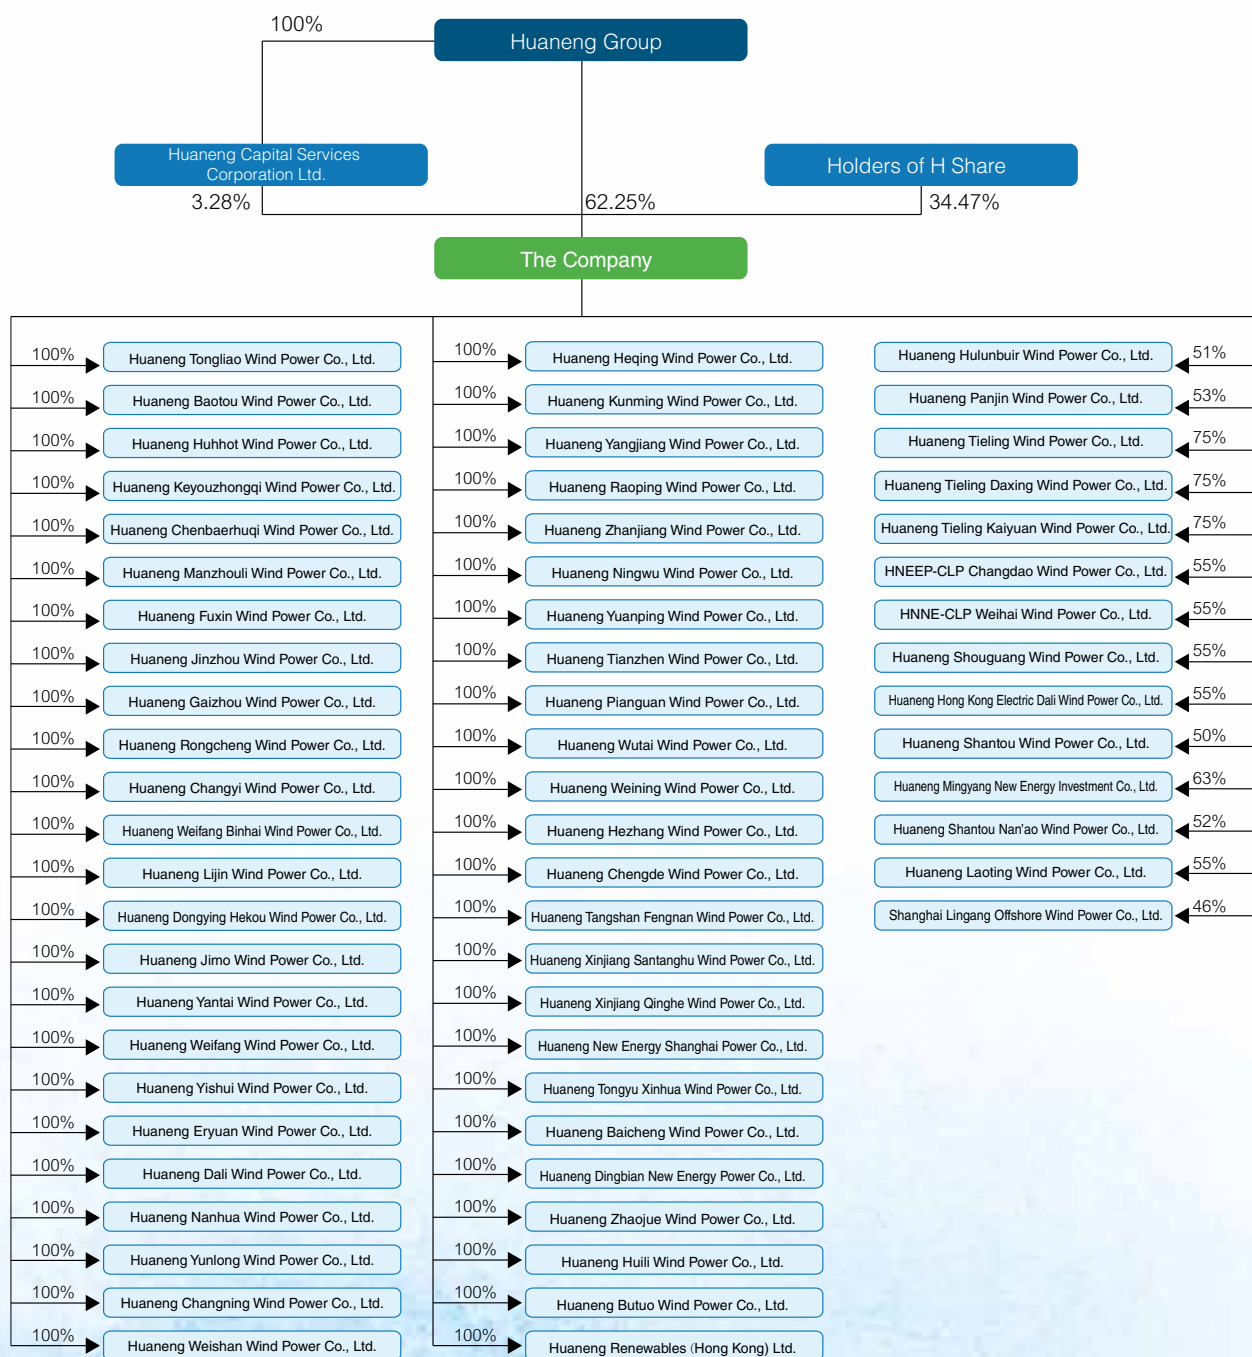 100%
Huaneng Group
Huaneng Capital Services
Corporation Ltd.
Holders of H Share
3.28%
62.25%
34.47%
The Company
100%
Huaneng Tongliao Wind Power Co., Ltd.
100%
Huaneng Baotou Wind Power Co., Ltd.
100%
Huaneng Huhhot Wind Power Co., Ltd.
100%
Huaneng Keyouzhongqi Wind Power Co., Ltd.
100%
Huaneng Chenbaerhuqi Wind Power Co., Ltd.
100%
Huaneng Manzhouli Wind Power Co., Ltd.
100%
Huaneng Fuxin Wind Power Co., Ltd.
100%
Huaneng Jinzhou Wind Power Co., Ltd.
100%
Huaneng Gaizhou Wind Power Co., Ltd.
100%
Huaneng Rongcheng Wind Power Co., Ltd.
100%
Huaneng Changyi Wind Power Co., Ltd.
100%
Huaneng Weifang Binhai Wind Power Co., Ltd.
100%
Huaneng Lijin Wind Power Co., Ltd.
100%
Huaneng Dongying Hekou Wind Power Co., Ltd.
100%
Huaneng Jimo Wind Power Co., Ltd.
100%
Huaneng Yantai Wind Power Co., Ltd.
100%
Huaneng Weifang Wind Power Co., Ltd.
100%
Huaneng Yishui Wind Power Co., Ltd.
100%
Huaneng Eryuan Wind Power Co., Ltd.
100%
Huaneng Dali Wind Power Co., Ltd.
100%
Huaneng Nanhua Wind Power Co., Ltd.
100%
Huaneng Yunlong Wind Power Co., Ltd.
100%
Huaneng Changning Wind Power Co., Ltd.
100%
Huaneng Weishan Wind Power Co., Ltd.
100%
Huaneng Heqing Wind Power Co., Ltd.
100%
Huaneng Kunming Wind Power Co., Ltd.
100%
Huaneng Yangjiang Wind Power Co., Ltd.
100%
Huaneng Raoping Wind Power Co., Ltd.
100%
Huaneng Zhanjiang Wind Power Co., Ltd.
100%
Huaneng Ningwu Wind Power Co., Ltd.
100%
Huaneng Yuanping Wind Power Co., Ltd.
100%
Huaneng Tianzhen Wind Power Co., Ltd.
100%
Huaneng Pianguan Wind Power Co., Ltd.
100%
Huaneng Wutai Wind Power Co., Ltd.
100%
Huaneng Weining Wind Power Co., Ltd.
100%
Huaneng Hezhang Wind Power Co., Ltd.
100%
Huaneng Chengde Wind Power Co., Ltd.
100%
Huaneng Tangshan Fengnan Wind Power Co., Ltd.
100%
Huaneng Xinjiang Santanghu Wind Power Co., Ltd.
100%
Huaneng Xinjiang Qinghe Wind Power Co., Ltd.
100%
Huaneng New Energy Shanghai Power Co., Ltd.
100%
Huaneng Tongyu Xinhua Wind Power Co., Ltd.
100%
Huaneng Baicheng Wind Power Co., Ltd.
100%
Huaneng Dingbian New Energy Power Co., Ltd.
100%
Huaneng Zhaojue Wind Power Co., Ltd.
100%
Huaneng Huili Wind Power Co., Ltd.
100%
Huaneng Butuo Wind Power Co., Ltd.
100%
Huaneng Renewables (Hong Kong) Ltd.
Huaneng Hulunbuir Wind Power Co., Ltd.
51%
Huaneng Panjin Wind Power Co., Ltd.
53%
Huaneng Tieling Wind Power Co., Ltd.
75%
Huaneng Tieling Daxing Wind Power Co., Ltd.
75%
Huaneng Tieling Kaiyuan Wind Power Co., Ltd.
75%
HNEEP-CLP Changdao Wind Power Co., Ltd.
55%
HNNE-CLP Weihai Wind Power Co., Ltd.
55%
Huaneng Shouguang Wind Power Co., Ltd.
55%
Huaneng Hong Kong Electric Dali Wind Power Co., Ltd.
55%
Huaneng Shantou Wind Power Co., Ltd.
50%
Huaneng Mingyang New Energy Investment Co., Ltd.
63%
Huaneng Shantou Nan'ao Wind Power Co., Ltd.
52%
Huaneng Laoting Wind Power Co., Ltd.
55%
Shanghai Lingang Offshore Wind Power Co., Ltd.
46%